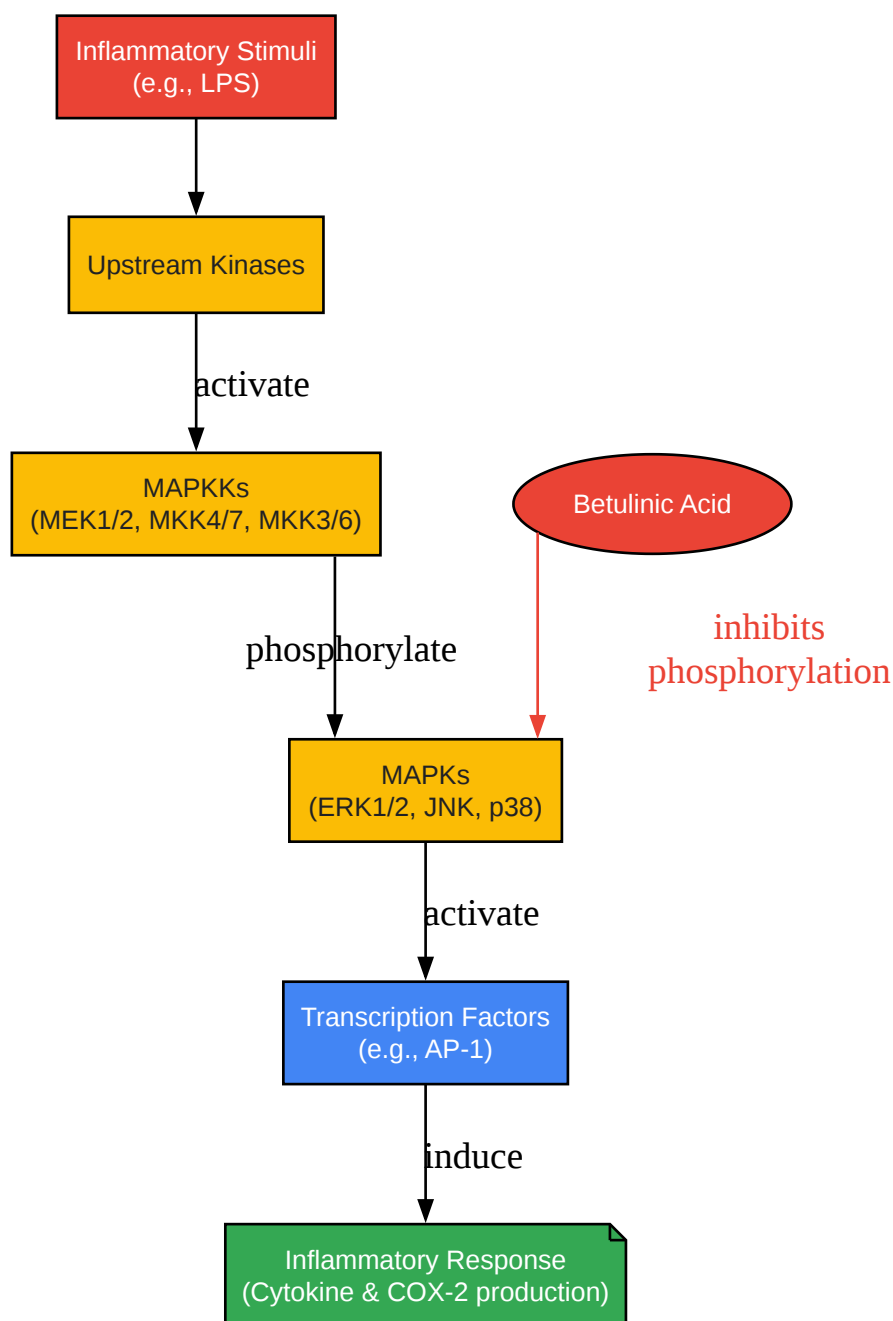 Inflammatory Stimuli
(e.g., LPS)
Upstream Kinases
activate
MAPKKs
(MEK1/2, MKK4/7, MKK3/6)
Betulinic Acid
phosphorylate
inhibits
phosphorylation
MAPKs
(ERK1/2, JNK, p38)
activate
Transcription Factors
(e.g., AP-1)
induce
Inflammatory Response
(Cytokine & COX-2 production)